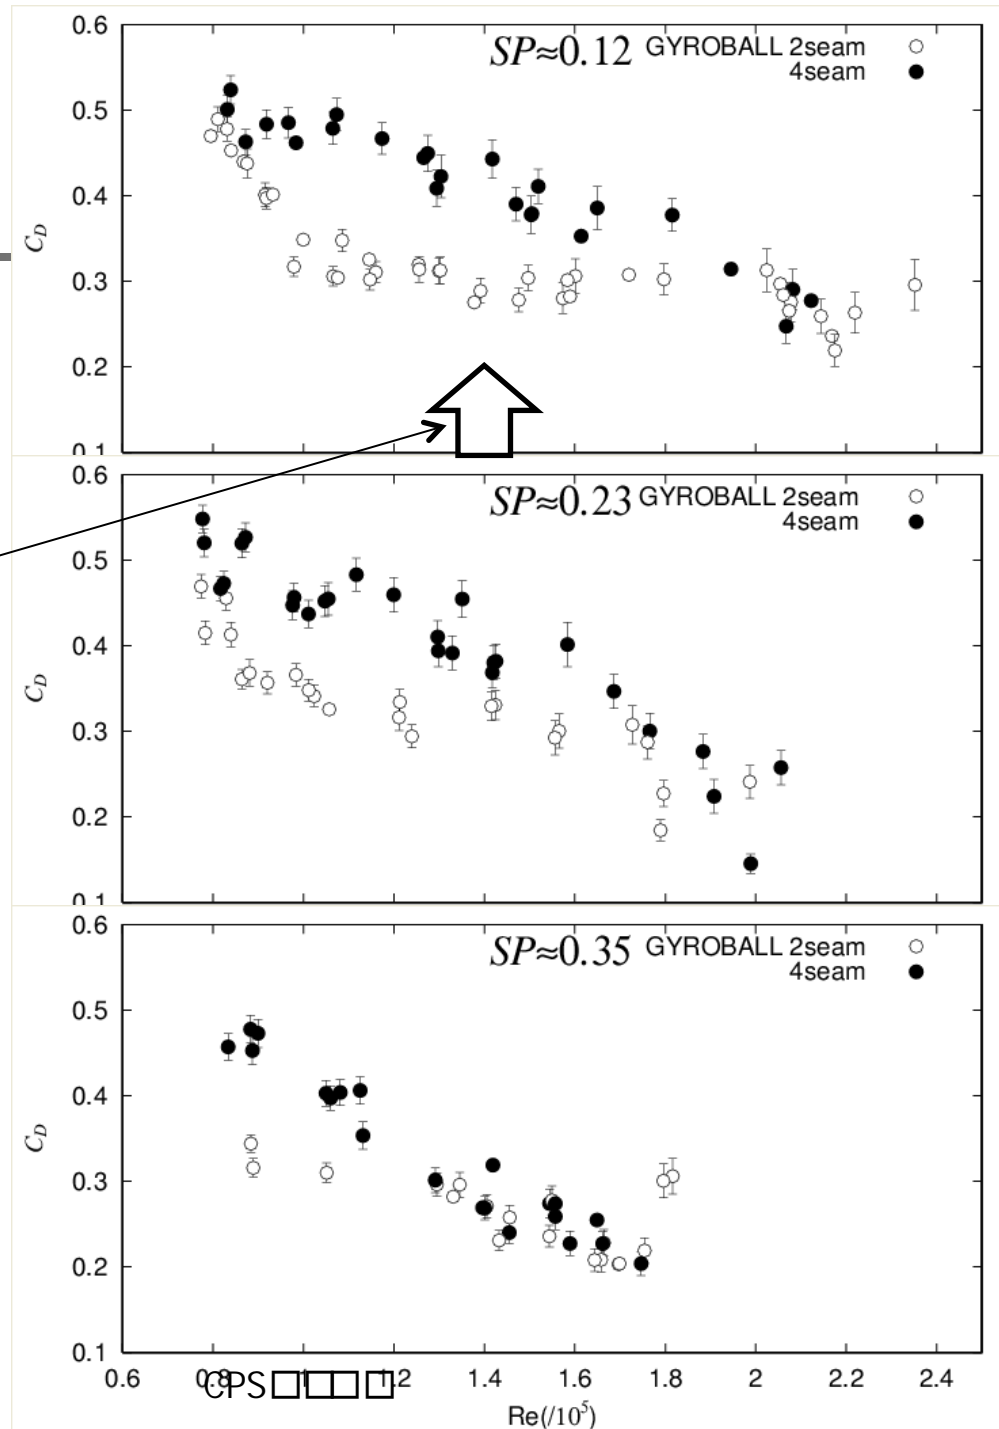 0.6
SP≈0.12 GYROBALL 2seam
4seam
0.5
0.4
C_D
0.3
0.2
0.1
0.6
SP≈0.23 GYROBALL 2seam
4seam
0.5
0.4
C_D
0.3
0.2
0.1
0.6
SP≈0.35 GYROBALL 2seam
4seam
0.5
0.4
C_D
0.3
0.2
0.1
0.6 0.8 1 1.2 1.4 1.6 1.8 2 2.2 2.4
CPS□□□□
Re(/10⁵)